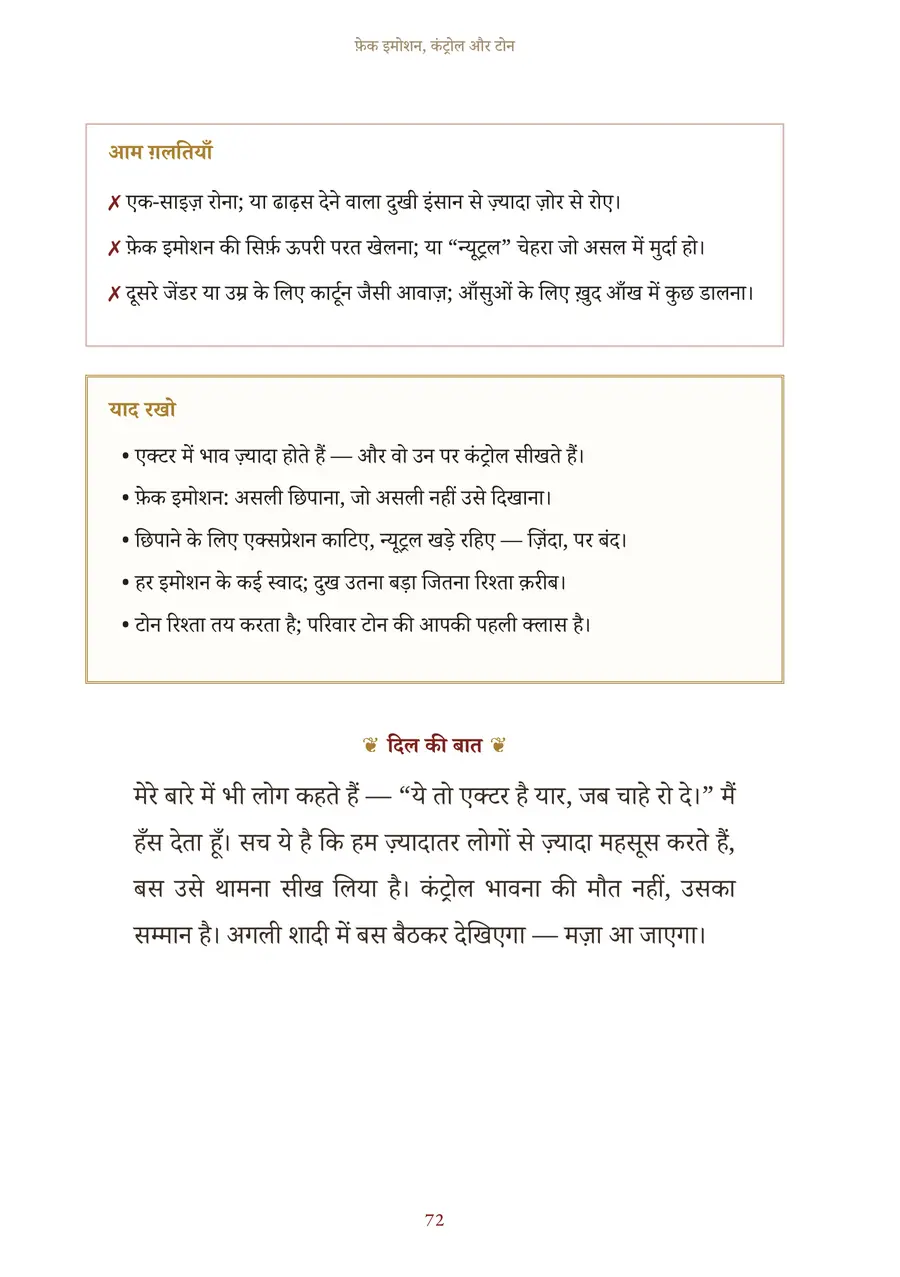 फ़ेक इमोशन, कंट्रोल और टोन
आम ग़लतियाँ
✗ एक-साइज़ रोना; या ढाढ़स देने वाला दुखी इंसान से ज़्यादा ज़ोर से रोए।
✗ फ़ेक इमोशन की सिर्फ़ ऊपरी परत खेलना; या “न्यूट्रल” चेहरा जो असल में मुर्दा हो।
✗ दूसरे जेंडर या उम्र के लिए कार्टून जैसी आवाज़; आँसुओं के लिए ख़ुद आँख में कुछ डालना।
याद रखो
• एक्टर में भाव ज़्यादा होते हैं — और वो उन पर कंट्रोल सीखते हैं।
• फ़ेक इमोशन: असली छिपाना, जो असली नहीं उसे दिखाना।
• छिपाने के लिए एक्सप्रेशन काटिए, न्यूट्रल खड़े रहिए — ज़िंदा, पर बंद।
• हर इमोशन के कई स्वाद; दुख उतना बड़ा जितना रिश्ता क़रीब।
• टोन रिश्ता तय करता है; परिवार टोन की आपकी पहली क्लास है।
❦ दिल की बात ❦
मेरे बारे में भी लोग कहते हैं — “ये तो एक्टर है यार, जब चाहे रो दे।” मैं
हँस देता हूँ। सच ये है कि हम ज़्यादातर लोगों से ज़्यादा महसूस करते हैं,
बस उसे थामना सीख लिया है। कंट्रोल भावना की मौत नहीं, उसका
सम्मान है। अगली शादी में बस बैठकर देखिएगा — मज़ा आ जाएगा।
72